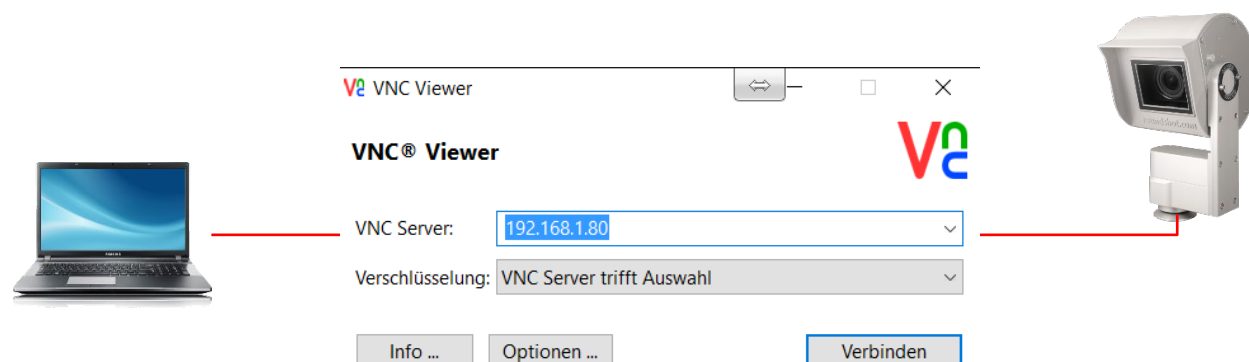 VNC Viewer
VNC® Viewer
VNC Server: 192.168.1.80
Verschlüsselung: VNC Server trifft Auswahl
Info ... Optionen ... Verbinden